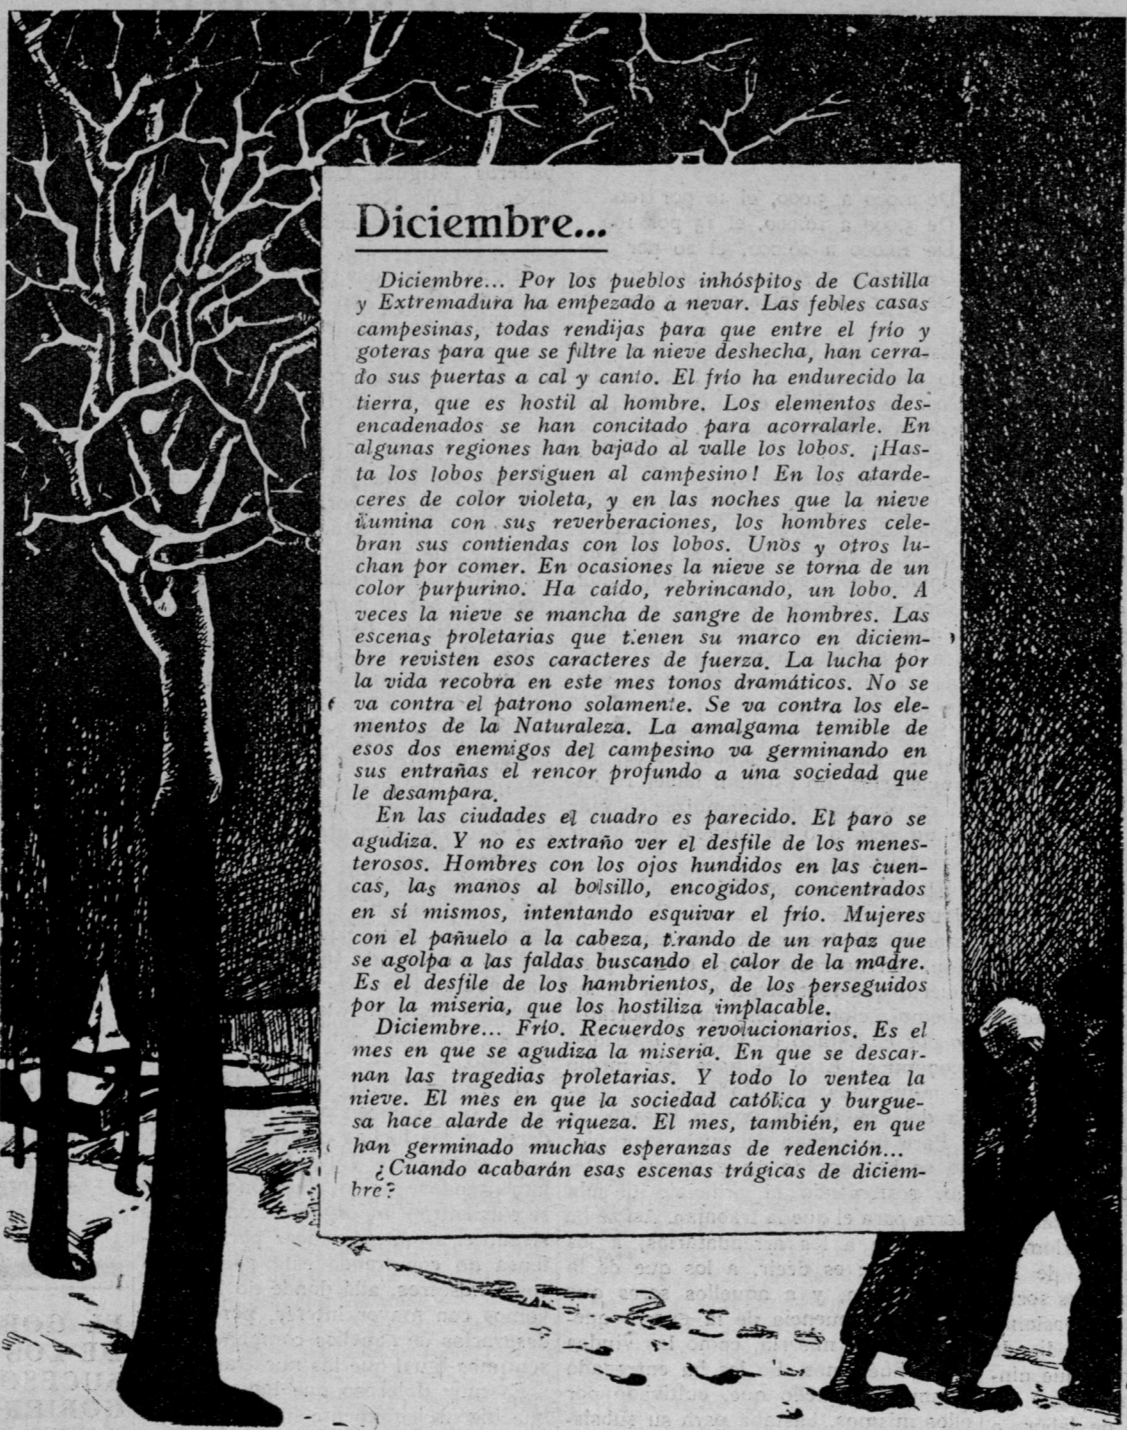 Diciembre...
Diciembre... Por los pueblos inhóspitos de Castilla
y Extremadura ha empezado a nevar. Las febles casas
campesinas, todas rendijas para que entre el frío y
goteras para que se filtre la nieve deshecha, han cerra-
do sus puertas a cal y canto. El frío ha endurecido la
tierra, que es hostil al hombre. Los elementos des-
encadenados se han concitado para acorralarle. En
algunas regiones han bajado al valle los lobos. ¡Has-
ta los lobos persiguen al campesino! En los atarde-
ceres de color violeta, y en las noches que la nieve
ilumina con sus reverberaciones, los hombres cele-
bran sus contiendas con los lobos. Unos y otros lu-
chan por comer. En ocasiones la nieve se torna de un
color purpurino. Ha caído, rebrincando, un lobo. A
veces la nieve se mancha de sangre de hombres. Las
escenas proletarias que tienen su marco en diciem-
bre revisten esos caracteres de fuerza. La lucha por
la vida recobra en este mes tonos dramáticos. No se
va contra el patrono solamente. Se va contra los ele-
mentos de la Naturaleza. La amalgama temible de
esos dos enemigos del campesino va germinando en
sus entrañas el rencor profundo a una sociedad que
le desampara.
En las ciudades el cuadro es parecido. El paro se
agudiza. Y no es extraño ver el desfile de los menes-
terosos. Hombres con los ojos hundidos en las cuen-
cas, las manos al bolsillo, encogidos, concentrados
en sí mismos, intentando esquivar el frío. Mujeres
con el pañuelo a la cabeza, tirando de un rapaz que
se agolpa a las faldas buscando el calor de la madre.
Es el desfile de los hambrientos, de los perseguidos
por la miseria, que los hostiliza implacable.
Diciembre... Frío. Recuerdos revolucionarios. Es el
mes en que se agudiza la miseria. En que se descar-
nan las tragedias proletarias. Y todo lo ventea la
nieve. El mes en que la sociedad católica y burgue-
sa hace alarde de riqueza. El mes, también, en que
han germinado muchas esperanzas de redención...
¿Cuando acabarán esas escenas trágicas de diciem-
bre?